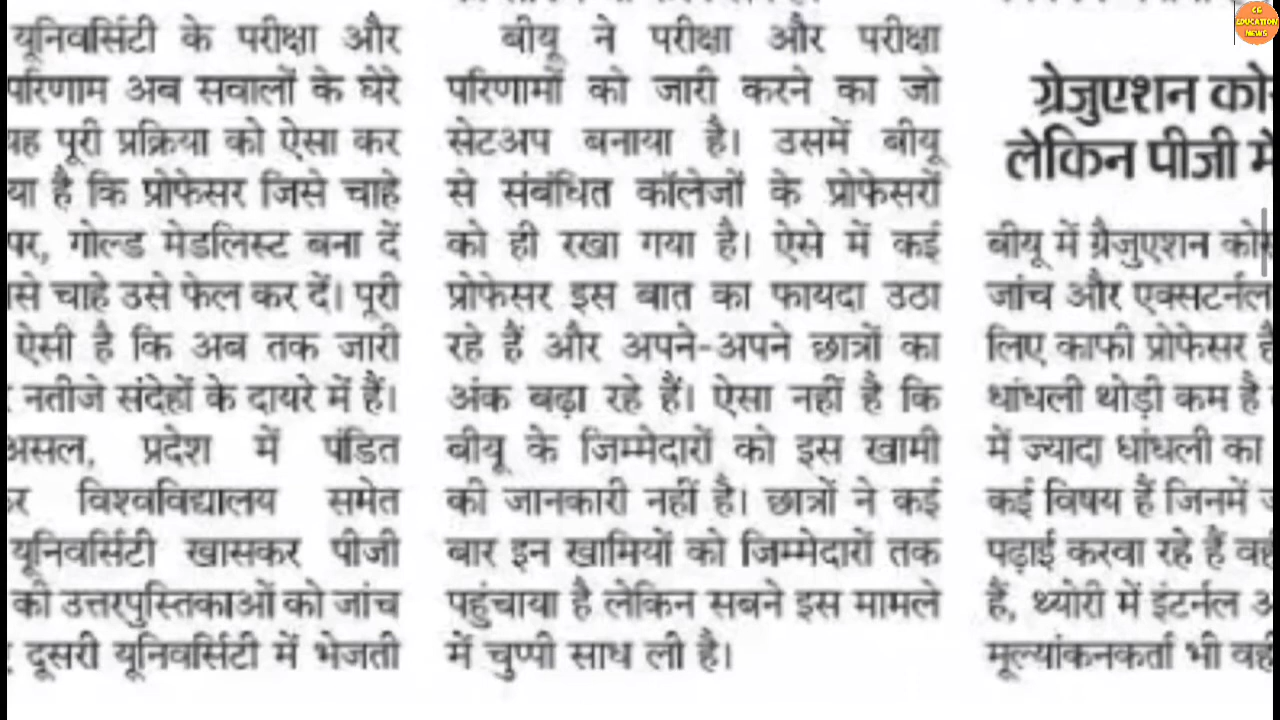 यूनिवर्सिटी के परीक्षा और
परिणाम अब सवालों के घेरे
यह पूरी प्रक्रिया को ऐसा कर
या है कि प्रोफेसर जिसे चाहे
पर, गोल्ड मेडलिस्ट बना दें
से चाहे उसे फेल कर दें। पूरी
ऐसी है कि अब तक जारी
नतीजे संदेहों के दायरे में हैं।
असल, प्रदेश में पंडित
विश्वविद्यालय समेत
यूनिवर्सिटी खासकर पीजी
की उत्तरपुस्तिकाओं को जांच
दूसरी यूनिवर्सिटी में भेजती
बीयू ने परीक्षा और परीक्षा
परिणामों को जारी करने का जो
सेटअप बनाया है। उसमें बीयू
से संबंधित कॉलेजों के प्रोफेसरों
को ही रखा गया है। ऐसे में कई
प्रोफेसर इस बात का फायदा उठा
रहे हैं और अपने-अपने छात्रों का
अंक बढ़ा रहे हैं। ऐसा नहीं है कि
बीयू के जिम्मेदारों को इस खामी
की जानकारी नहीं है। छात्रों ने कई
बार इन खामियों को जिम्मेदारों तक
पहुंचाया है लेकिन सबने इस मामले
में चुप्पी साध ली है।
ग्रेजुएशन
लेकिन पीजी में
बीयू में ग्रैजुएशन
जांच और एक्सटर्नल
लिए काफी प्रोफेसर
धांधली थोड़ी कम है
में ज्यादा धांधली का
कई विषय हैं जिनमें
पढ़ाई करवा रहे हैं
हैं, थ्योरी में इंटर्नल
मूल्यांकनकर्ता भी
CG
EDUCATION
NEWS